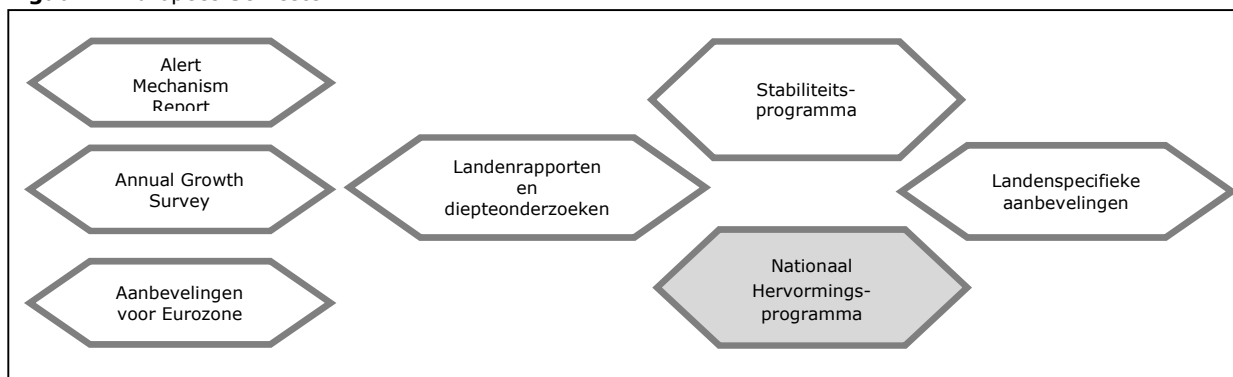 Alert
Mechanism
Report
Annual Growth
Survey
Aanbevelingen
voor Eurozone
Landenrapporten
en
diepteonderzoeken
Stabiliteits-
programma
Nationaal
Hervormings-
programma
Landenspecifieke
aanbevelingen